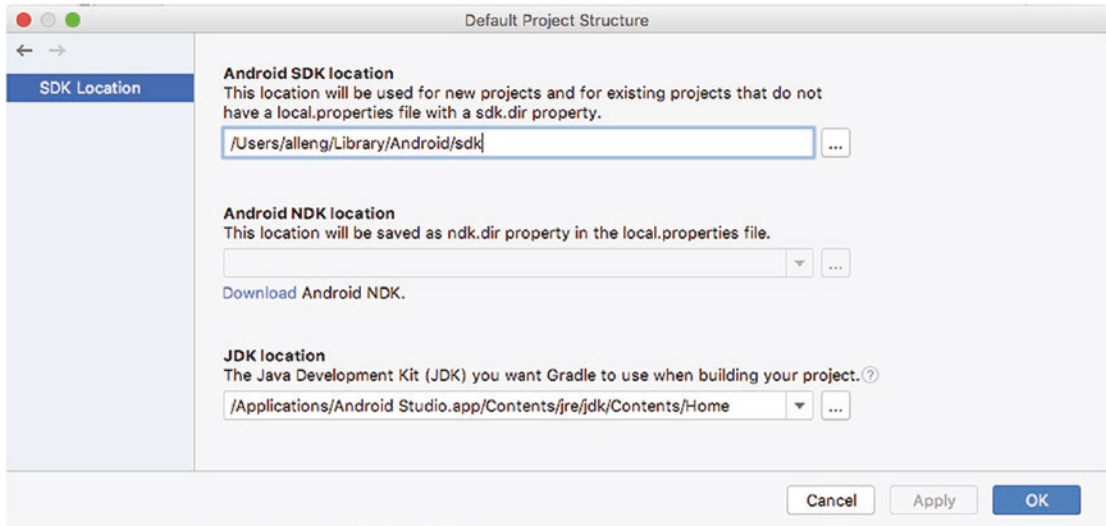 Default Project Structure
SDK Location
Android SDK location
This location will be used for new projects and for existing projects that do not
have a local.properties file with a sdk.dir property.
/Users/alleng/Library/Android/sdk
...
Android NDK location
This location will be saved as ndk.dir property in the local.properties file.
...
Download Android NDK.
JDK location
The Java Development Kit (JDK) you want Gradle to use when building your project. ?
/Applications/Android Studio.app/Contents/jre/jdk/Contents/Home
...
Cancel Apply OK